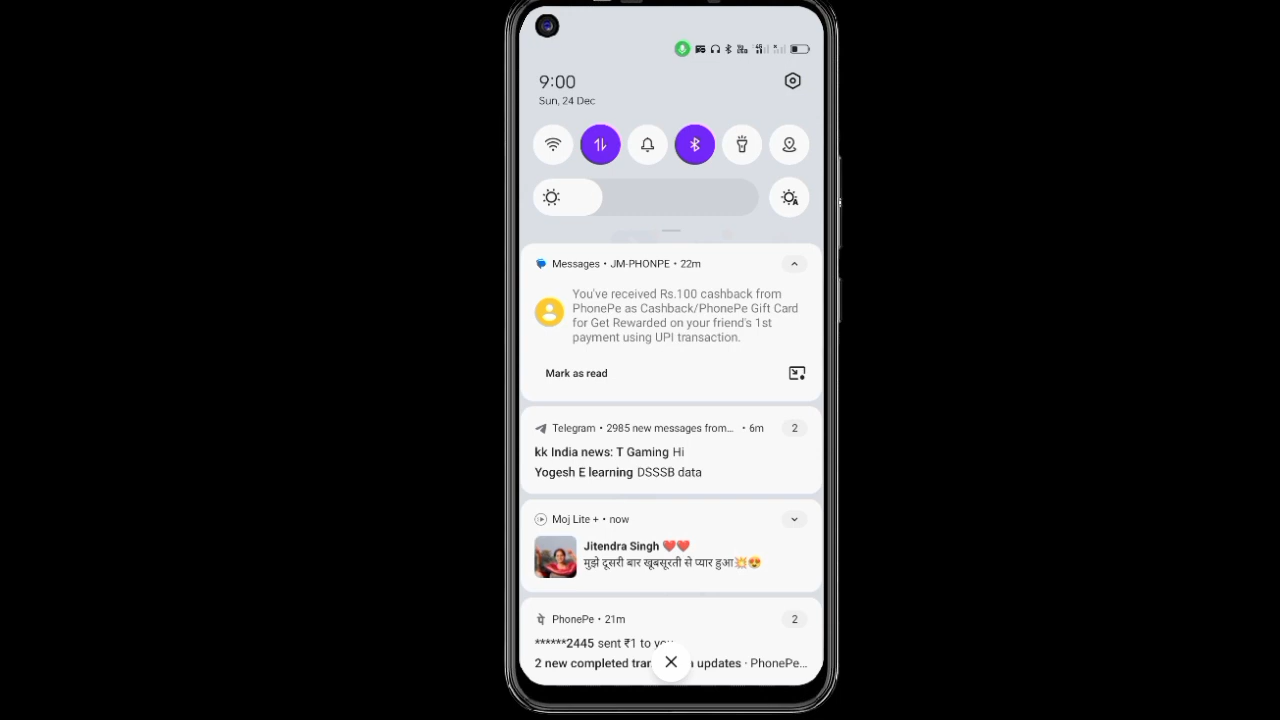 9:00
Sun, 24 Dec
Messages • JM-PHONPE • 22m
You've received Rs.100 cashback from
PhonePe as Cashback/PhonePe Gift Card
for Get Rewarded on your friend's 1st
payment using UPI transaction.
Mark as read
Telegram • 2985 new messages from... • 6m
2
kk India news: T Gaming Hi
Yogesh E learning DSSSB data
Moj Lite + • now
Jitendra Singh ❤️❤️
मुझे दूसरी बार खूबसूरती से प्यार हुआ💥😍
PhonePe • 21m
2
******2445 sent ₹1 to you
2 new completed updates · PhonePe...